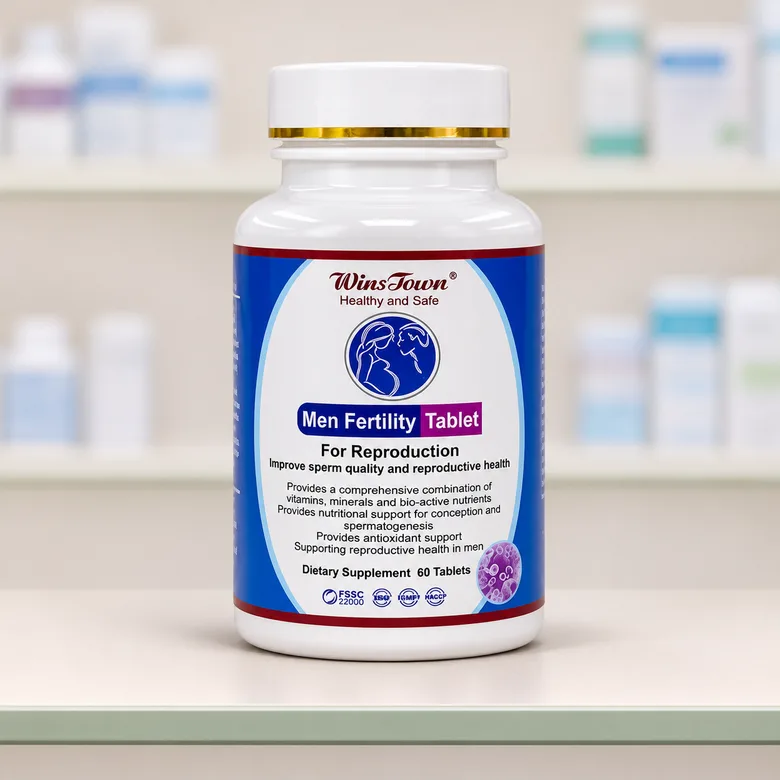 WinsTown®
Healthy and Safe
Men Fertility Tablet
For Reproduction
Improve sperm quality and reproductive health
Provides a comprehensive combination of
vitamins, minerals and bio-active nutrients
Provides nutritional support for conception and
spermatogenesis
Provides antioxidant support
Supporting reproductive health in men
Dietary Supplement 60 Tablets
FSSC
22000
ISO
GMP
HACCP